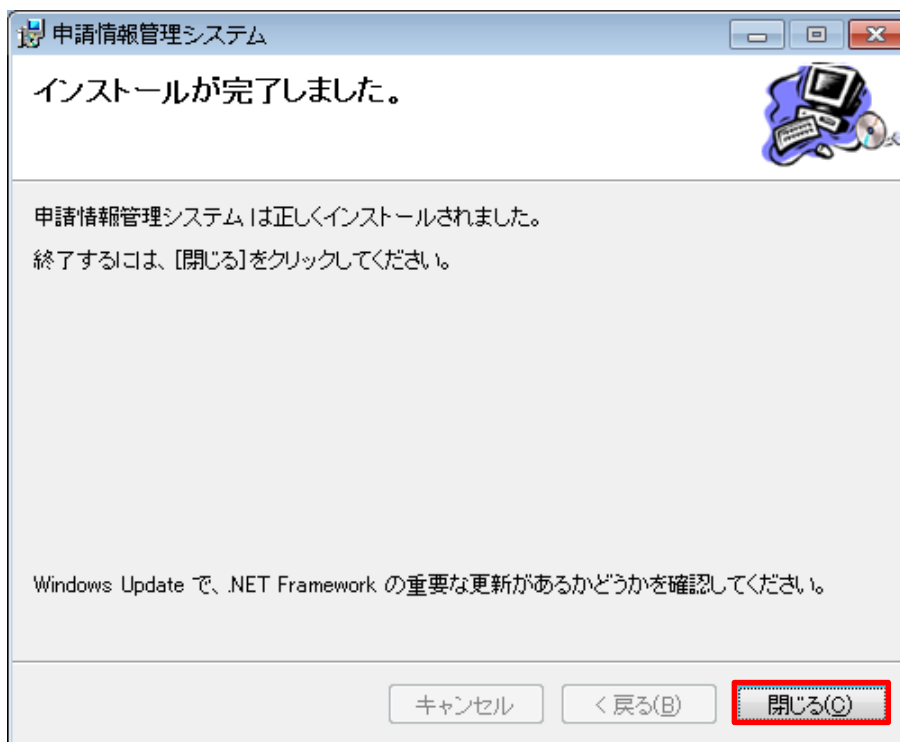 申請情報管理システム
インストールが完了しました。
申請情報管理システム は正しくインストールされました。
終了するには、[閉じる]をクリックしてください。
Windows Update で、.NET Framework の重要な更新があるかどうかを確認してください。
キャンセル < 戻る(B) 閉じる(C)